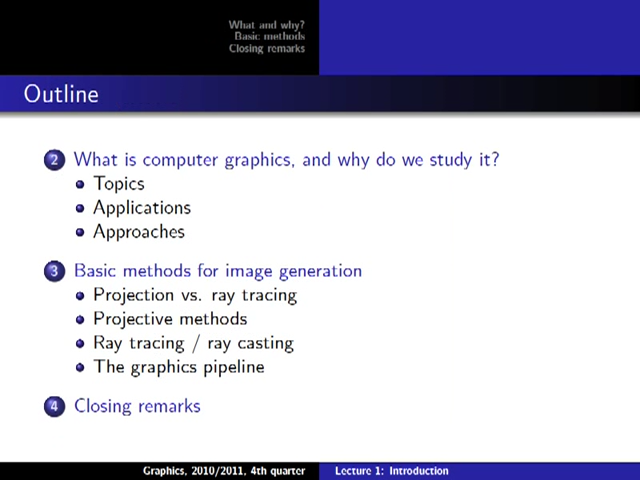 What and why?
Basic methods
Closing remarks
Outline
2 What is computer graphics, and why do we study it?
Topics
Applications
Approaches
3 Basic methods for image generation
Projection vs. ray tracing
Projective methods
Ray tracing / ray casting
The graphics pipeline
4 Closing remarks
Graphics, 2010/2011, 4th quarter Lecture 1: Introduction